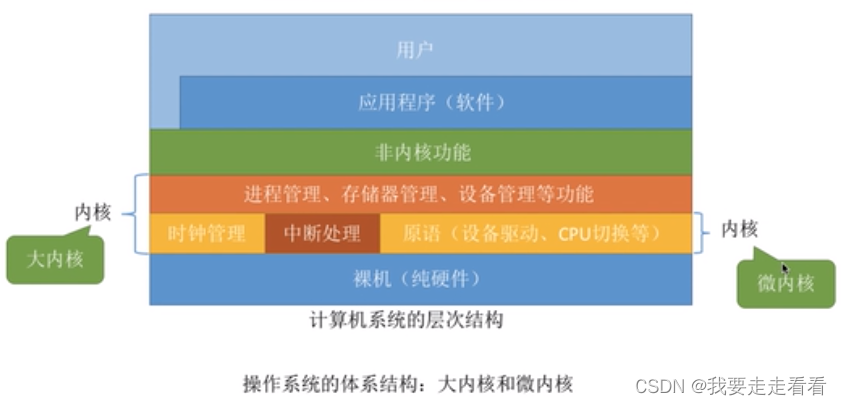 用户
应用程序（软件）
非内核功能
进程管理、存储器管理、设备管理等功能
内核
时钟管理
中断处理
原语（设备驱动、CPU切换等）
内核
大内核
裸机（纯硬件）
微内核
计算机系统的层次结构
操作系统的体系结构：大内核和微内核
CSDN @我要走走看看